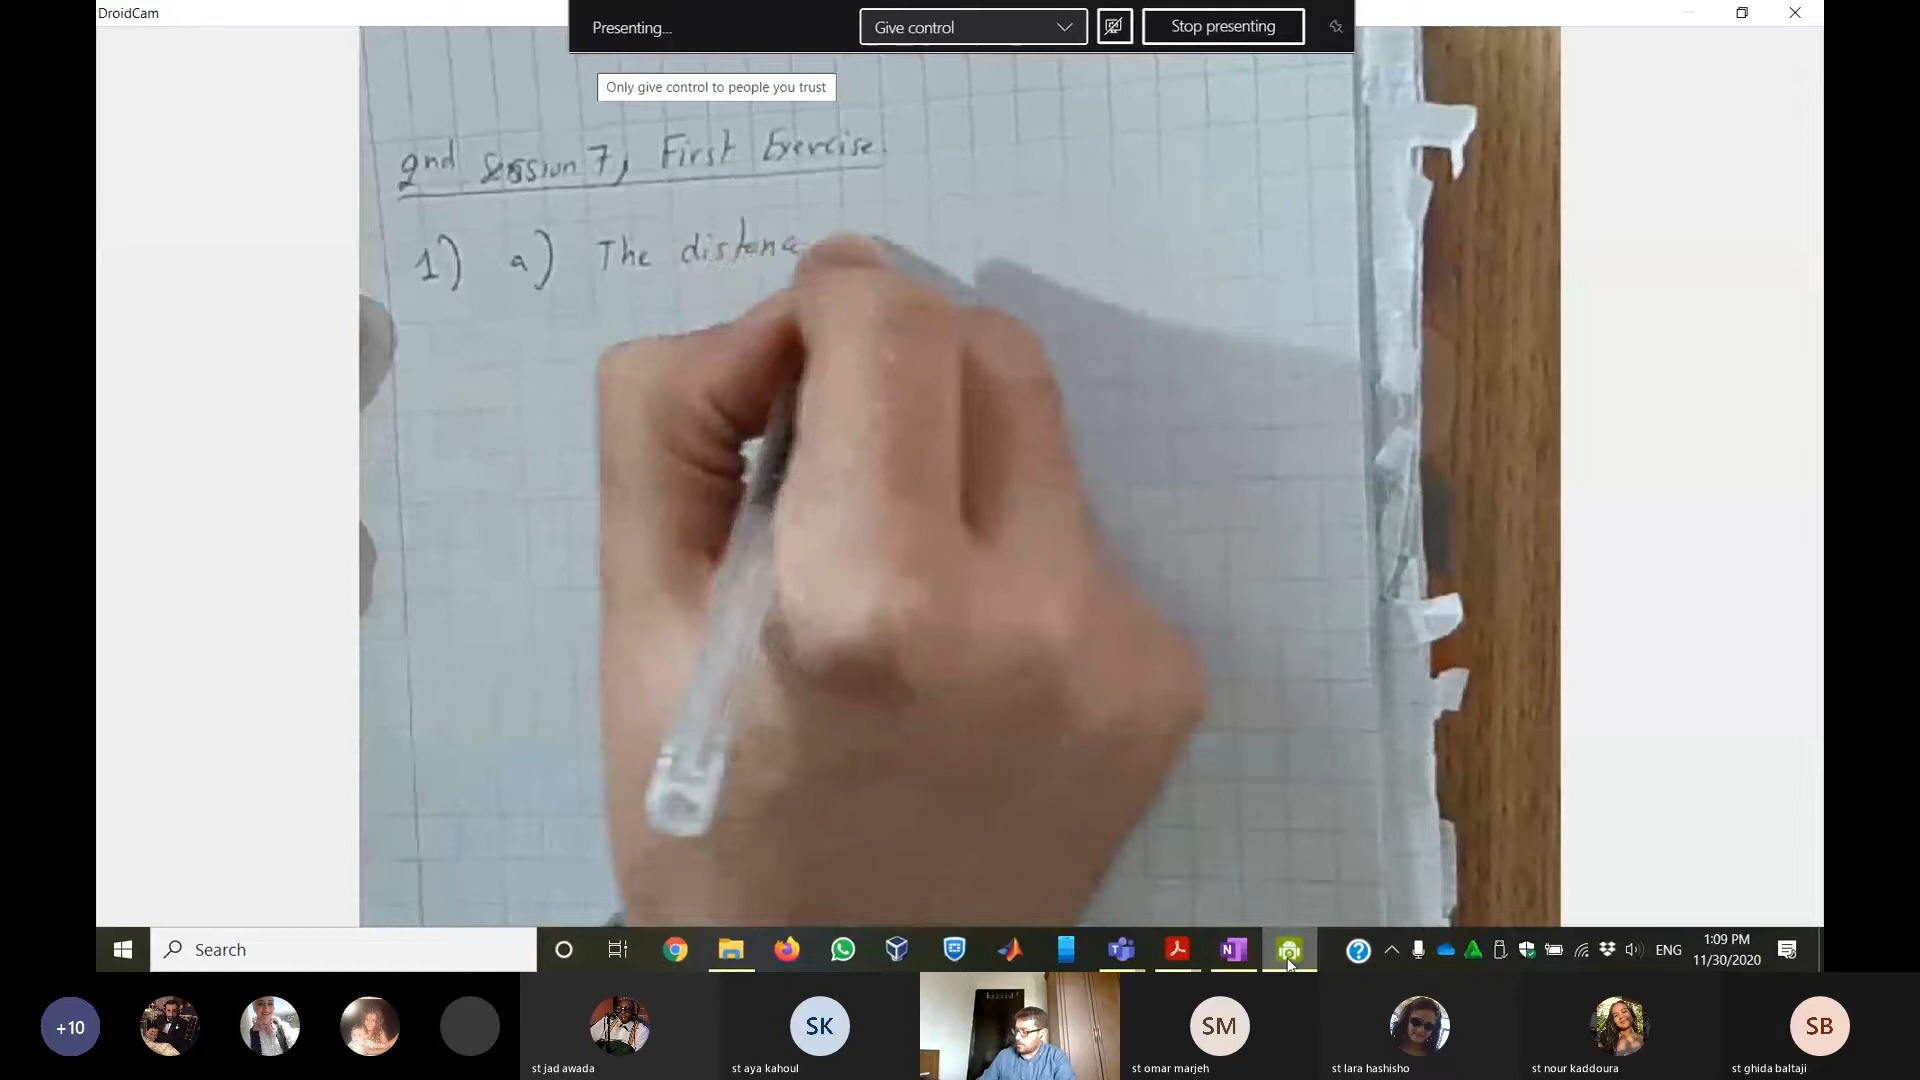 DroidCam
Presenting...
Give control
Stop presenting
Only give control to people you trust
2nd Session 7, First Exercise.
1) a) The distanc
Search
ENG
1:09 PM
11/30/2020
+10
SK
SM
SB
st jad awada
st aya kahoul
st omar marjeh
st lara hashisho
st nour kaddoura
st ghida baltaji